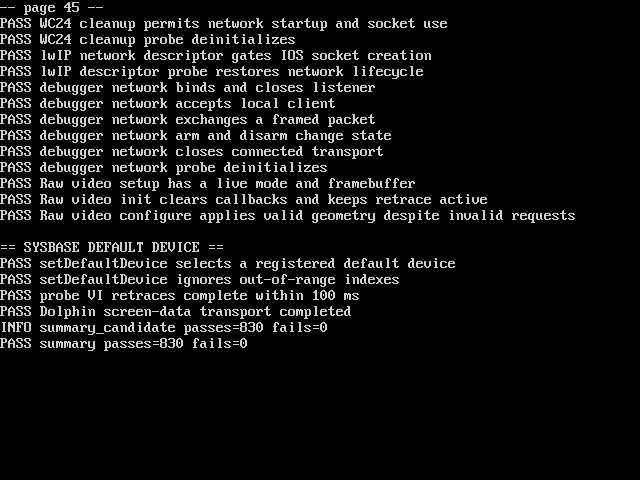 -- page 45 --
PASS WC24 cleanup permits network startup and socket use
PASS WC24 cleanup probe deinitializes
PASS lwIP network descriptor gates IOS socket creation
PASS lwIP descriptor probe restores network lifecycle
PASS debugger network binds and closes listener
PASS debugger network accepts local client
PASS debugger network exchanges a framed packet
PASS debugger network arm and disarm change state
PASS debugger network closes connected transport
PASS debugger network probe deinitializes
PASS Raw video setup has a live mode and framebuffer
PASS Raw video init clears callbacks and keeps retrace active
PASS Raw video configure applies valid geometry despite invalid requests
== SYSBASE DEFAULT DEVICE ==
PASS setDefaultDevice selects a registered default device
PASS setDefaultDevice ignores out-of-range indexes
PASS probe VI retraces complete within 100 ms
PASS Dolphin screen-data transport completed
INFO summary_candidate passes=830 fails=0
PASS summary passes=830 fails=0